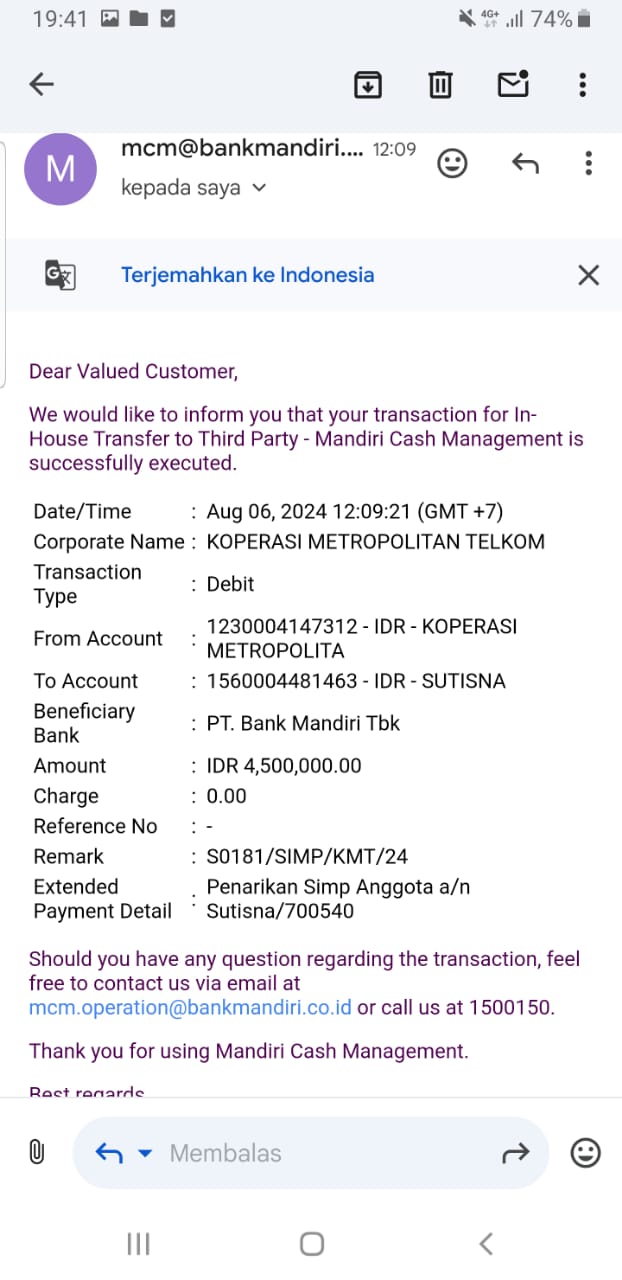 19:41
4G+
74%
M
mcm@bankmandiri.... 12:09
kepada saya
Terjemahkan ke Indonesia
Dear Valued Customer,
We would like to inform you that your transaction for In-
House Transfer to Third Party - Mandiri Cash Management is
successfully executed.
Date/Time : Aug 06, 2024 12:09:21 (GMT +7)
Corporate Name : KOPERASI METROPOLITAN TELKOM
Transaction
Type : Debit
From Account : 1230004147312 - IDR - KOPERASI
METROPOLITA
To Account : 1560004481463 - IDR - SUTISNA
Beneficiary
Bank : PT. Bank Mandiri Tbk
Amount : IDR 4,500,000.00
Charge : 0.00
Reference No : -
Remark : S0181/SIMP/KMT/24
Extended
Payment Detail : Penarikan Simp Anggota a/n
Sutisna/700540
Should you have any question regarding the transaction, feel
free to contact us via email at
mcm.operation@bankmandiri.co.id or call us at 1500150.
Thank you for using Mandiri Cash Management.
Best regards
Membalas